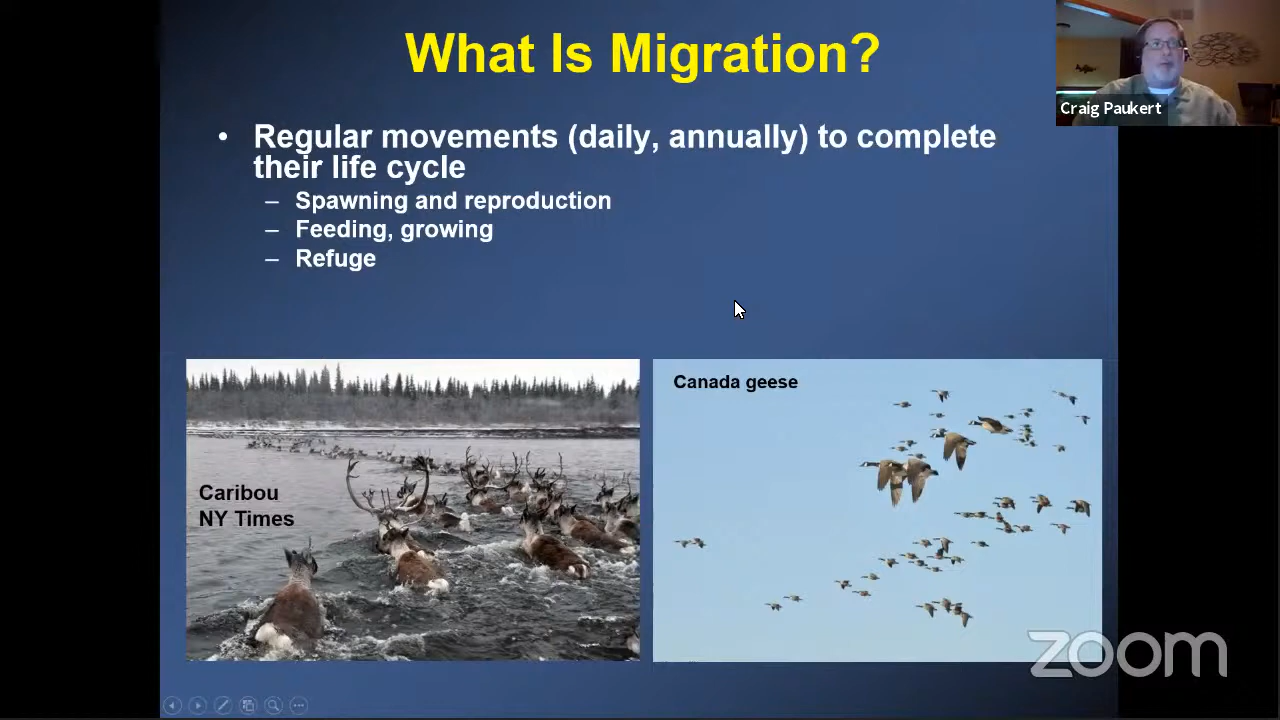 What Is Migration?
Craig Paukert
• Regular movements (daily, annually) to complete
their life cycle
– Spawning and reproduction
– Feeding, growing
– Refuge
Caribou
NY Times
Canada geese
zoom